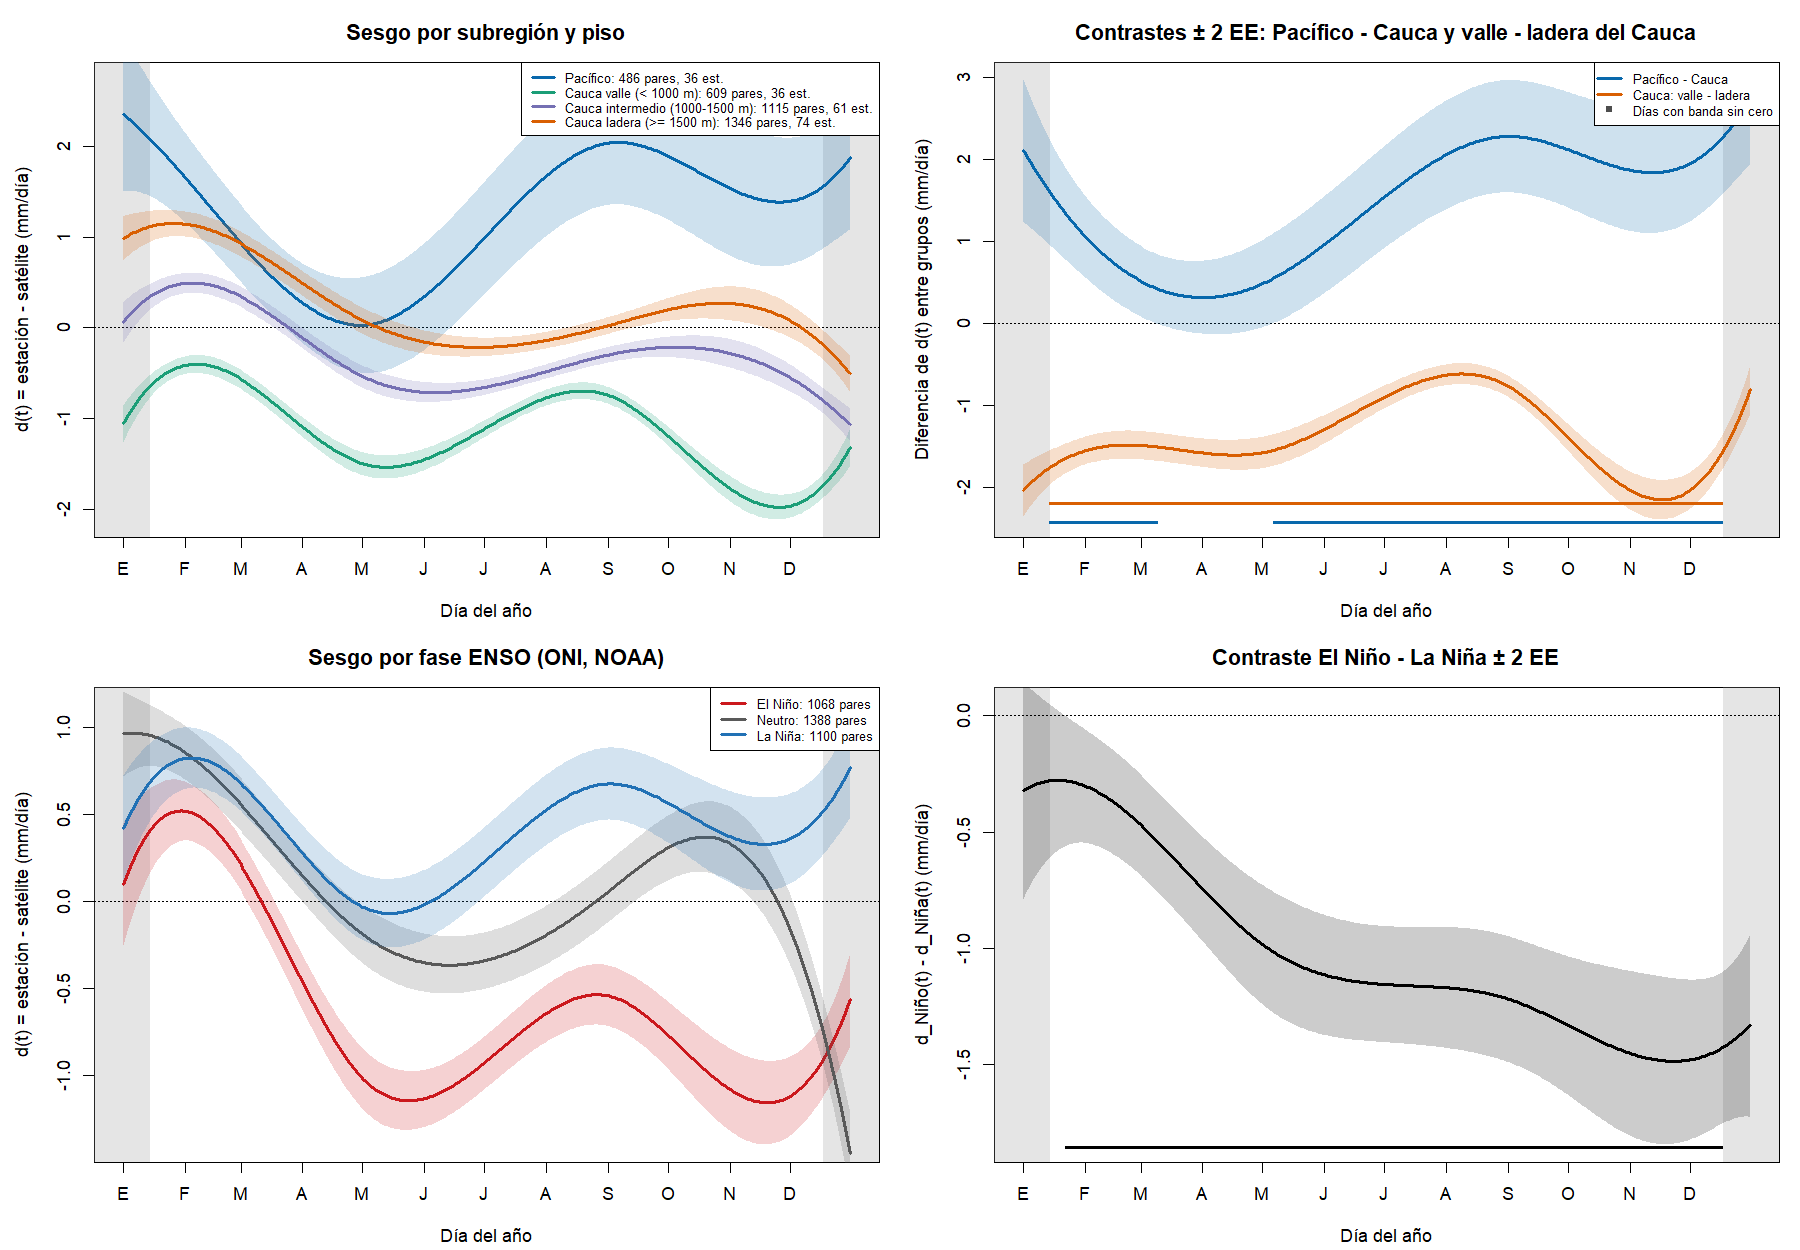 Sesgo por subregión y piso
Pacífico: 486 pares, 36 est.
Cauca valle (< 1000 m): 609 pares, 36 est.
Cauca intermedio (1000-1500 m): 1115 pares, 61 est.
Cauca ladera (>= 1500 m): 1346 pares, 74 est.
d(t) = estación - satélite (mm/día)
2
1
0
-1
-2
E F M A M J J A S O N D
Día del año
Contrastes ± 2 EE: Pacífico - Cauca y valle - ladera del Cauca
Pacífico - Cauca
Cauca: valle - ladera
Días con banda sin cero
Diferencia de d(t) entre grupos (mm/día)
3
2
1
0
-1
-2
E F M A M J J A S O N D
Día del año
Sesgo por fase ENSO (ONI, NOAA)
El Niño: 1068 pares
Neutro: 1388 pares
La Niña: 1100 pares
d(t) = estación - satélite (mm/día)
1.0
0.5
0.0
-0.5
-1.0
E F M A M J J A S O N D
Día del año
Contraste El Niño - La Niña ± 2 EE
d_Niño(t) - d_Niña(t) (mm/día)
0.0
-0.5
-1.0
-1.5
E F M A M J J A S O N D
Día del año